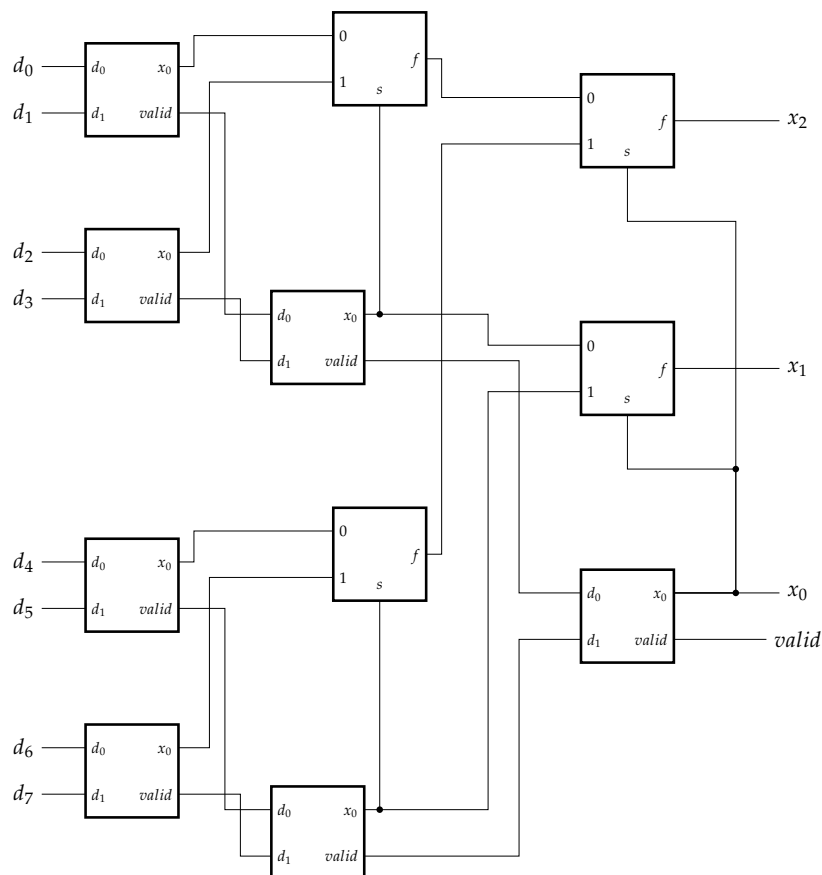 0
d₀ d₀ x₀ f
1
d₁ d₁ valid s
0
f x₂
1
s
d₂ d₀ x₀
d₃ d₁ valid
d₀ x₀
0
d₁ valid f x₁
1
s
0
d₄ d₀ x₀ f
1
s
d₅ d₁ valid
d₀ x₀ x₀
d₁ valid valid
d₆ d₀ x₀
d₇ d₁ valid
d₀ x₀
d₁ valid